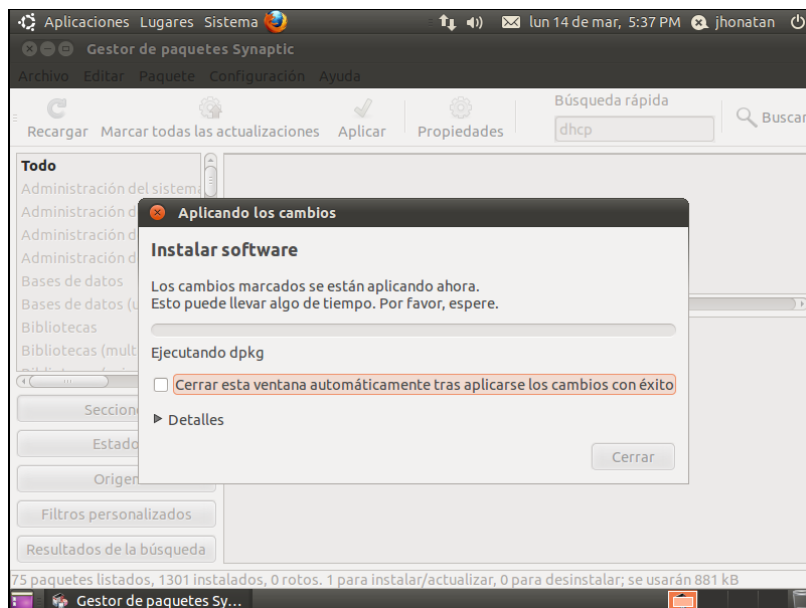 Aplicaciones Lugares Sistema lun 14 de mar, 5:37 PM jhonatan
Gestor de paquetes Synaptic
Archivo Editar Paquete Configuración Ayuda
Recargar Marcar todas las actualizaciones Aplicar Propiedades Búsqueda rápida Buscar
dhcp
Todo
Administración del sistema
Administración d
Administración d
Administración d
Bases de datos
Bases de datos (u
Bibliotecas
Bibliotecas (mult
Seccion
Estado
Origen
Filtros personalizados
Resultados de la búsqueda
Aplicando los cambios
Instalar software
Los cambios marcados se están aplicando ahora.
Esto puede llevar algo de tiempo. Por favor, espere.
Ejecutando dpkg
Cerrar esta ventana automáticamente tras aplicarse los cambios con éxito
Detalles
Cerrar
75 paquetes listados, 1301 instalados, 0 rotos. 1 para instalar/actualizar, 0 para desinstalar; se usarán 881 kB
Gestor de paquetes Sy...